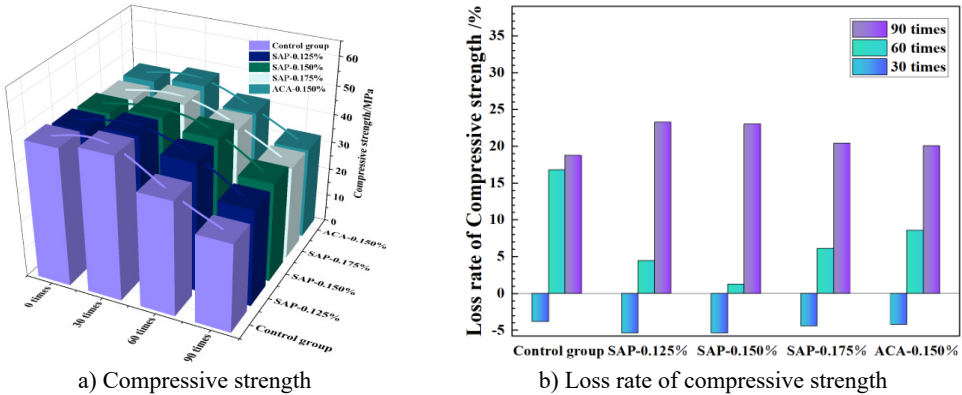 Control group
SAP-0.125%
SAP-0.150%
SAP-0.175%
ACA-0.150%
60
50
40
30
20
10
0
Compressive strength/MPa
ACA-0.150%
SAP-0.175%
SAP-0.150%
SAP-0.125%
Control group
0 times
30 times
60 times
90 times
a) Compressive strength
Loss rate of Compressive strength /%
35
30
25
20
15
10
5
0
-5
90 times
60 times
30 times
Control group SAP-0.125% SAP-0.150% SAP-0.175% ACA-0.150%
b) Loss rate of compressive strength